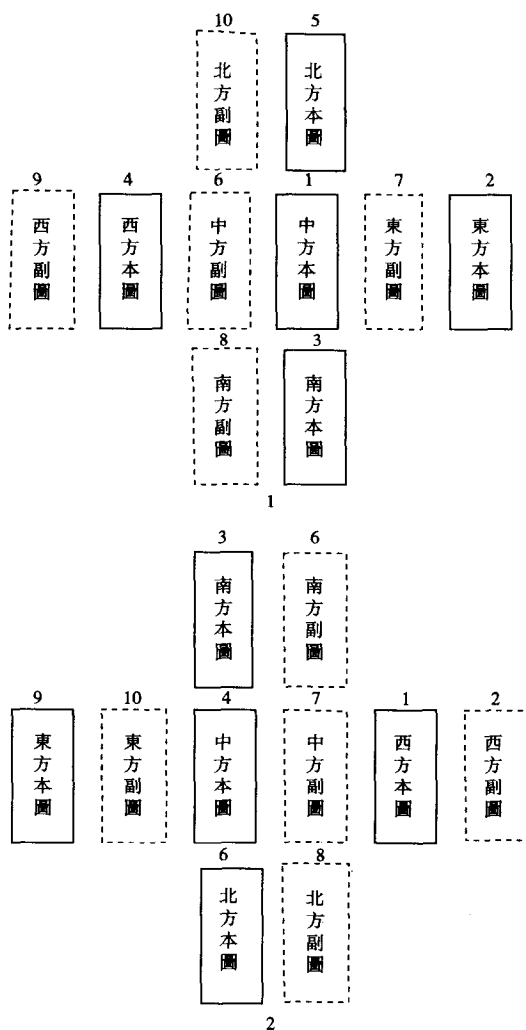 10 5
北方副圖 北方本圖
9 4 6 1 7 2
西方副圖 西方本圖 中方副圖 中方本圖 東方副圖 東方本圖
8 3
南方副圖 南方本圖
1
3 6
南方本圖 南方副圖
9 10 4 7 1 2
東方本圖 東方副圖 中方本圖 中方副圖 西方本圖 西方副圖
6 8
北方本圖 北方副圖
2